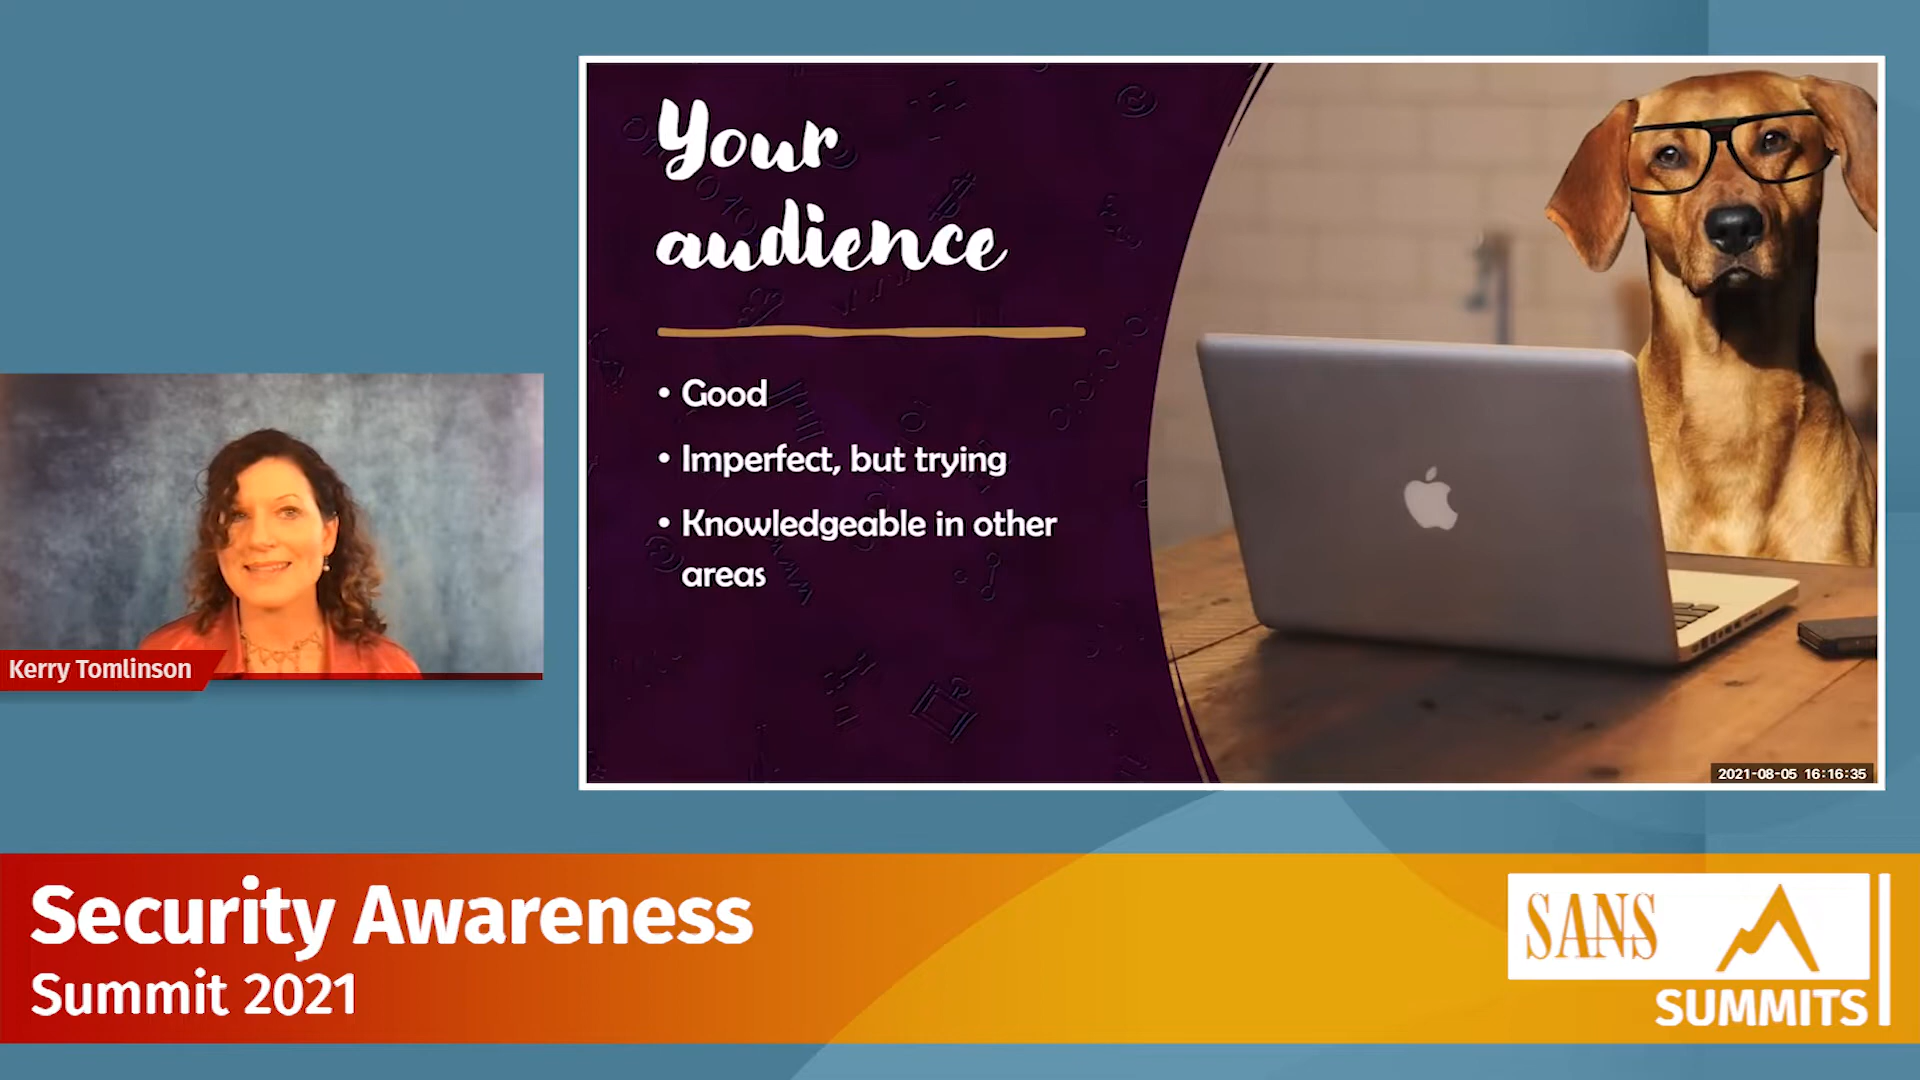 Your
audience
• Good
• Imperfect, but trying
• Knowledgeable in other
areas
2021-08-05 16:16:35
Kerry Tomlinson
Security Awareness
Summit 2021
SANS
SUMMITS